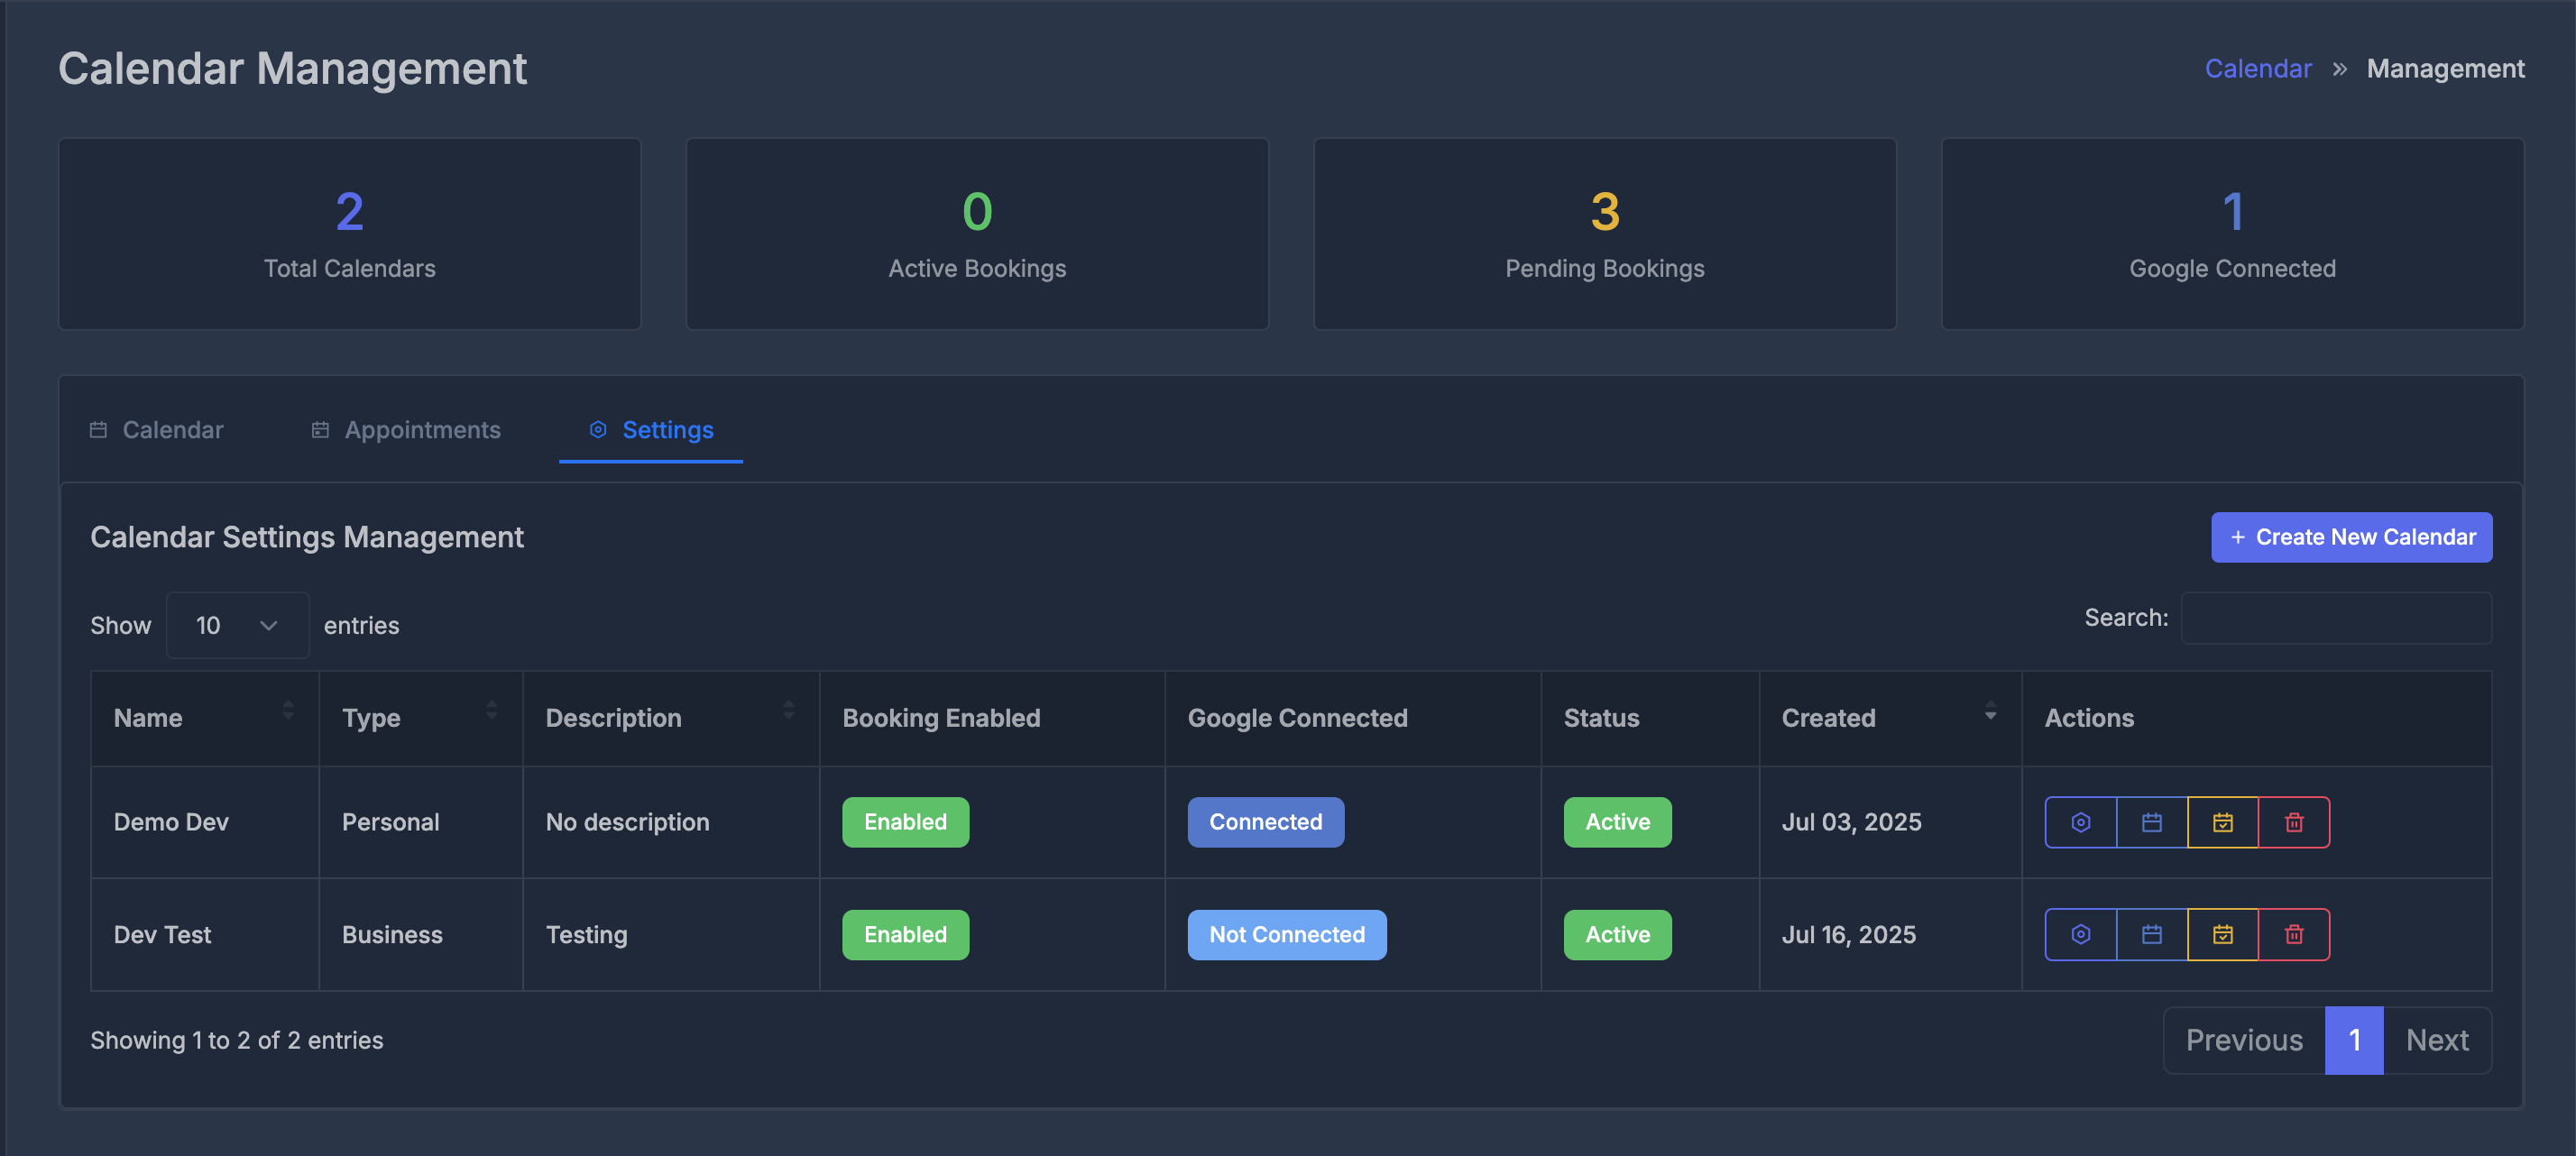 Calendar Management
Calendar » Management
2
Total Calendars
0
Active Bookings
3
Pending Bookings
1
Google Connected
Calendar
Appointments
Settings
Calendar Settings Management
+ Create New Calendar
Show 10 entries
Search:
Name Type Description Booking Enabled Google Connected Status Created Actions
Demo Dev Personal No description Enabled Connected Active Jul 03, 2025
Dev Test Business Testing Enabled Not Connected Active Jul 16, 2025
Showing 1 to 2 of 2 entries
Previous 1 Next